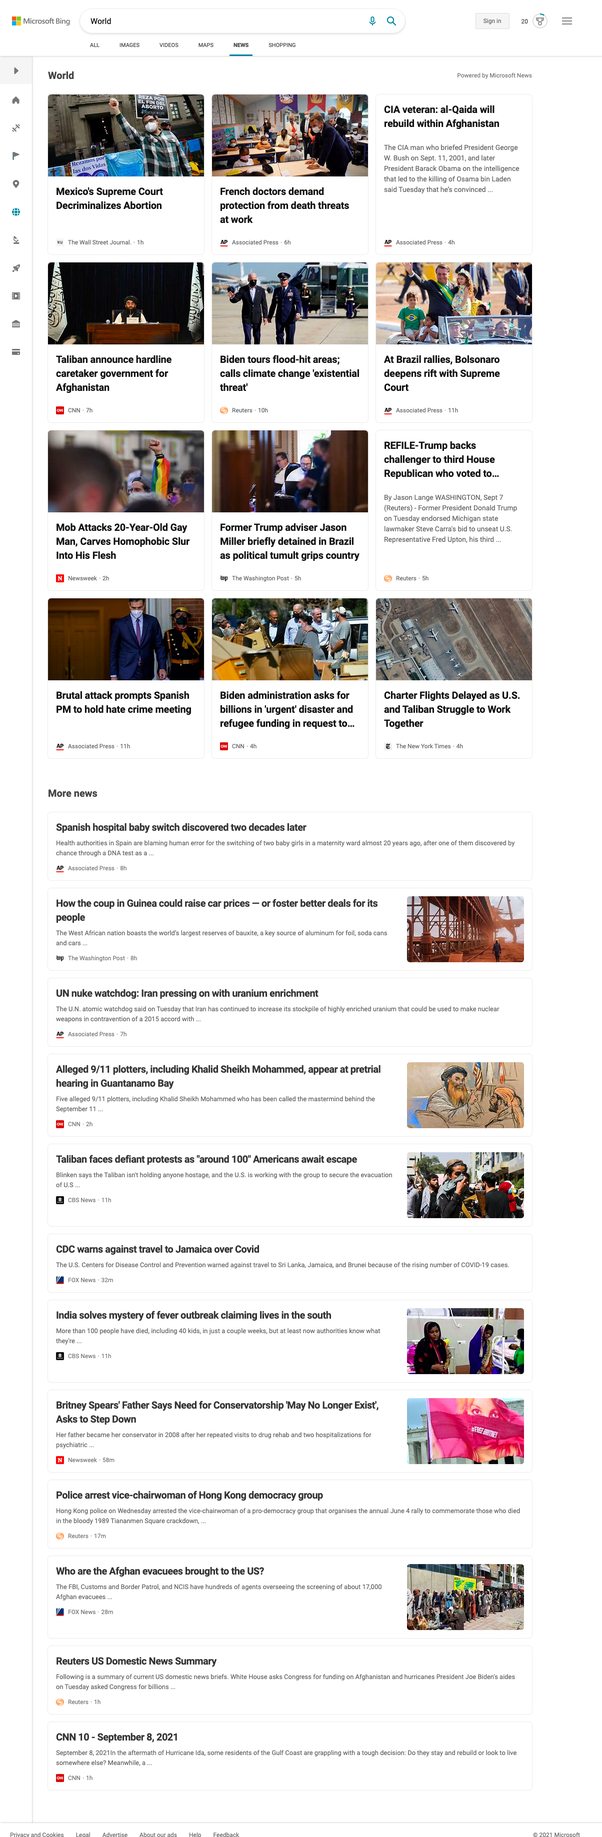 Microsoft Bing
World
Sign in
20
ALL
IMAGES
VIDEOS
MAPS
NEWS
SHOPPING
World
Powered by Microsoft News
REZA POR
EL FIN DEL
ABORTO
las dos Vidas
Mexico's Supreme Court
Decriminalizes Abortion
The Wall Street Journal. · 1h
French doctors demand
protection from death threats
at work
AP Associated Press · 6h
CIA veteran: al-Qaida will
rebuild within Afghanistan
The CIA man who briefed President George
W. Bush on Sept. 11, 2001, and later
President Barack Obama on the intelligence
that led to the killing of Osama bin Laden
said Tuesday that he's convinced ...
AP Associated Press · 4h
Taliban announce hardline
caretaker government for
Afghanistan
CNN CNN · 7h
Biden tours flood-hit areas;
calls climate change 'existential
threat'
Reuters · 10h
At Brazil rallies, Bolsonaro
deepens rift with Supreme
Court
AP Associated Press · 11h
Mob Attacks 20-Year-Old Gay
Man, Carves Homophobic Slur
Into His Flesh
N Newsweek · 2h
Former Trump adviser Jason
Miller briefly detained in Brazil
as political tumult grips country
wp The Washington Post · 5h
REFILE-Trump backs
challenger to third House
Republican who voted to...
By Jason Lange WASHINGTON, Sept 7
(Reuters) - Former President Donald Trump
on Tuesday endorsed Michigan state
lawmaker Steve Carra's bid to unseat U.S.
Representative Fred Upton, his third ...
Reuters · 5h
Brutal attack prompts Spanish
PM to hold hate crime meeting
AP Associated Press · 11h
Biden administration asks for
billions in 'urgent' disaster and
refugee funding in request to...
CNN CNN · 4h
Charter Flights Delayed as U.S.
and Taliban Struggle to Work
Together
The New York Times · 4h
More news
Spanish hospital baby switch discovered two decades later
Health authorities in Spain are blaming human error for the switching of two baby girls in a maternity ward almost 20 years ago, after one of them discovered by
chance through a DNA test as a ...
AP Associated Press · 8h
How the coup in Guinea could raise car prices — or foster better deals for its
people
The West African nation boasts the world's largest reserves of bauxite, a key source of aluminum for foil, soda cans
and cars ...
wp The Washington Post · 8h
UN nuke watchdog: Iran pressing on with uranium enrichment
The U.N. atomic watchdog said on Tuesday that Iran has continued to increase its stockpile of highly enriched uranium that could be used to make nuclear
weapons in contravention of a 2015 accord with ...
AP Associated Press · 7h
Alleged 9/11 plotters, including Khalid Sheikh Mohammed, appear at pretrial
hearing in Guantanamo Bay
Five alleged 9/11 plotters, including Khalid Sheikh Mohammed who has been called the mastermind behind the
September 11 ...
CNN CNN · 2h
Taliban faces defiant protests as "around 100" Americans await escape
Blinken says the Taliban isn't holding anyone hostage, and the U.S. is working with the group to secure the evacuation
of U.S ...
CBS News · 11h
CDC warns against travel to Jamaica over Covid
The U.S. Centers for Disease Control and Prevention warned against travel to Sri Lanka, Jamaica, and Brunei because of the rising number of COVID-19 cases.
FOX News · 32m
India solves mystery of fever outbreak claiming lives in the south
More than 100 people have died, including 40 kids, in just a couple weeks, but at least now authorities know what
they're ...
CBS News · 11h
Britney Spears' Father Says Need for Conservatorship 'May No Longer Exist',
Asks to Step Down
Her father became her conservator in 2008 after her repeated visits to drug rehab and two hospitalizations for
psychiatric ...
N Newsweek · 58m
Police arrest vice-chairwoman of Hong Kong democracy group
Hong Kong police on Wednesday arrested the vice-chairwoman of a pro-democracy group that organises the annual June 4 rally to commemorate those who died
in the bloody 1989 Tiananmen Square crackdown, ...
Reuters · 17m
Who are the Afghan evacuees brought to the US?
The FBI, Customs and Border Patrol, and NCIS have hundreds of agents overseeing the screening of about 17,000
Afghan evacuees ...
FOX News · 28m
Reuters US Domestic News Summary
Following is a summary of current US domestic news briefs. White House asks Congress for funding on Afghanistan and hurricanes President Joe Biden's aides
on Tuesday asked Congress for billions ...
Reuters · 1h
CNN 10 - September 8, 2021
September 8, 2021In the aftermath of Hurricane Ida, some residents of the Gulf Coast are grappling with a tough decision: Do they stay and rebuild or look to live
somewhere else? Meanwhile, a ...
CNN CNN · 1h
Privacy and Cookies
Legal
Advertise
About our ads
Help
Feedback
© 2021 Microsoft